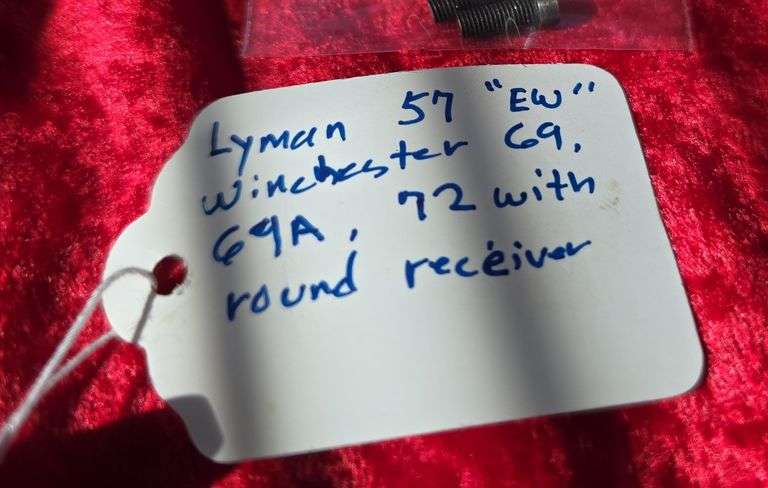 Lyman 57 "EW"
Winchester 69,
69A, 72 with
round receiver